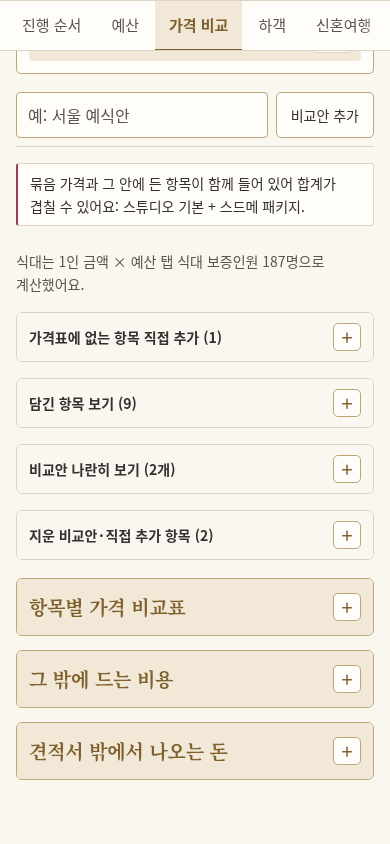 진행 순서
예산
가격 비교
하객
신혼여행
예: 서울 예식안
비교안 추가
묶음 가격과 그 안에 든 항목이 함께 들어 있어 합계가
겹칠 수 있어요: 스튜디오 기본 + 스드메 패키지.
식대는 1인 금액 × 예산 탭 식대 보증인원 187명으로
계산했어요.
가격표에 없는 항목 직접 추가 (1)
+
담긴 항목 보기 (9)
+
비교안 나란히 보기 (2개)
+
지운 비교안·직접 추가 항목 (2)
+
항목별 가격 비교표
+
그 밖에 드는 비용
+
견적서 밖에서 나오는 돈
+